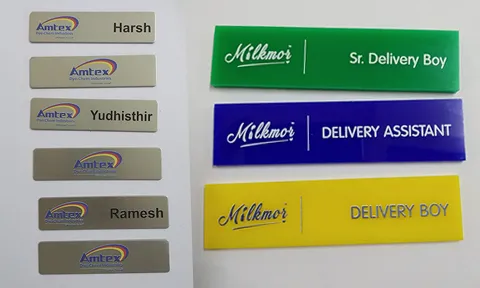 Amtex
Harsh
Amtex
Amtex
Yudhisthir
Amtex
Amtex
Ramesh
Amtex
Milkmor
Sr. Delivery Boy
Milkmor
DELIVERY ASSISTANT
Milkmor
DELIVERY BOY